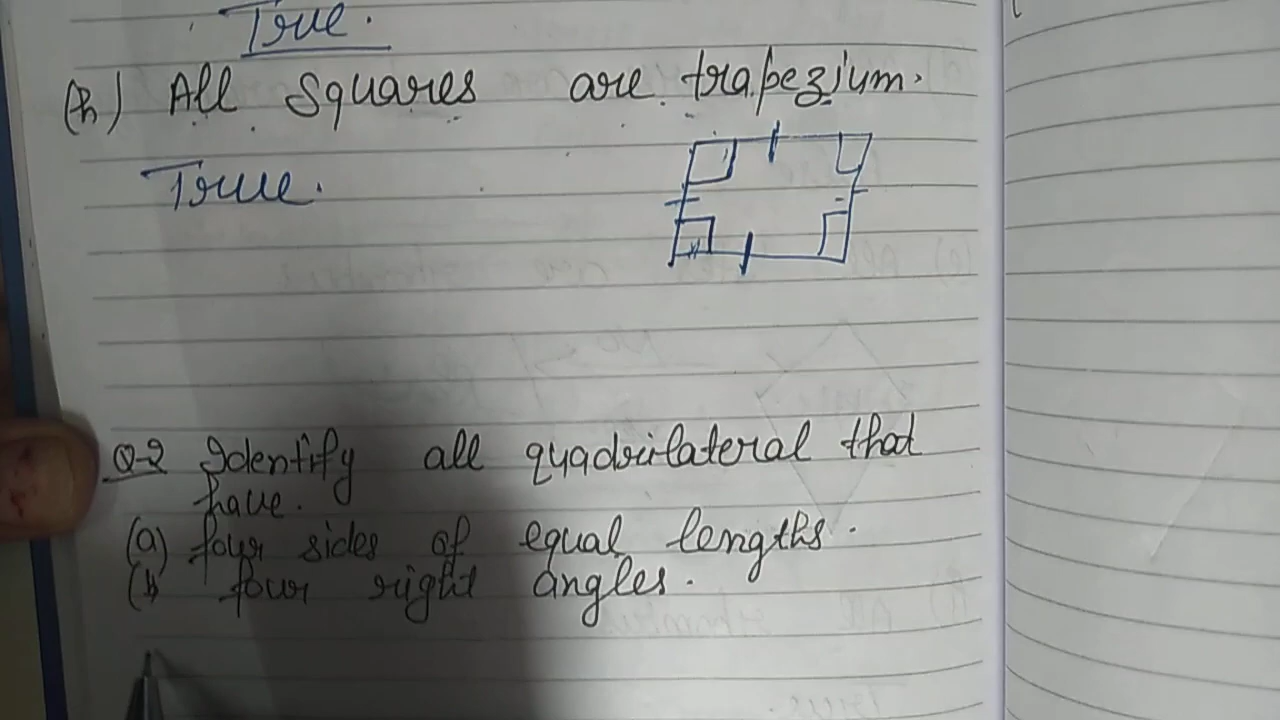 True.
(h) All Squares are trapezium.
True.
Q-2 Identify all quadrilateral that
have.
(a) four sides of equal lengths.
(b four right angles.